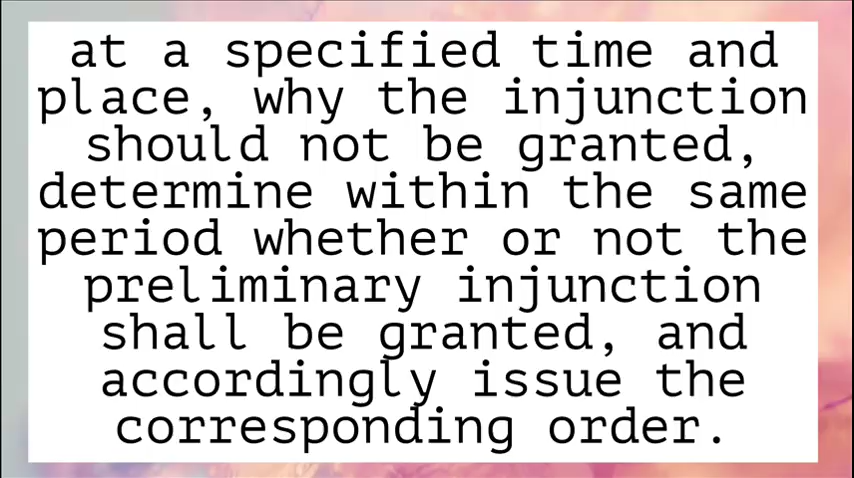 at a specified time and
place, why the injunction
should not be granted,
determine within the same
period whether or not the
preliminary injunction
shall be granted, and
accordingly issue the
corresponding order.